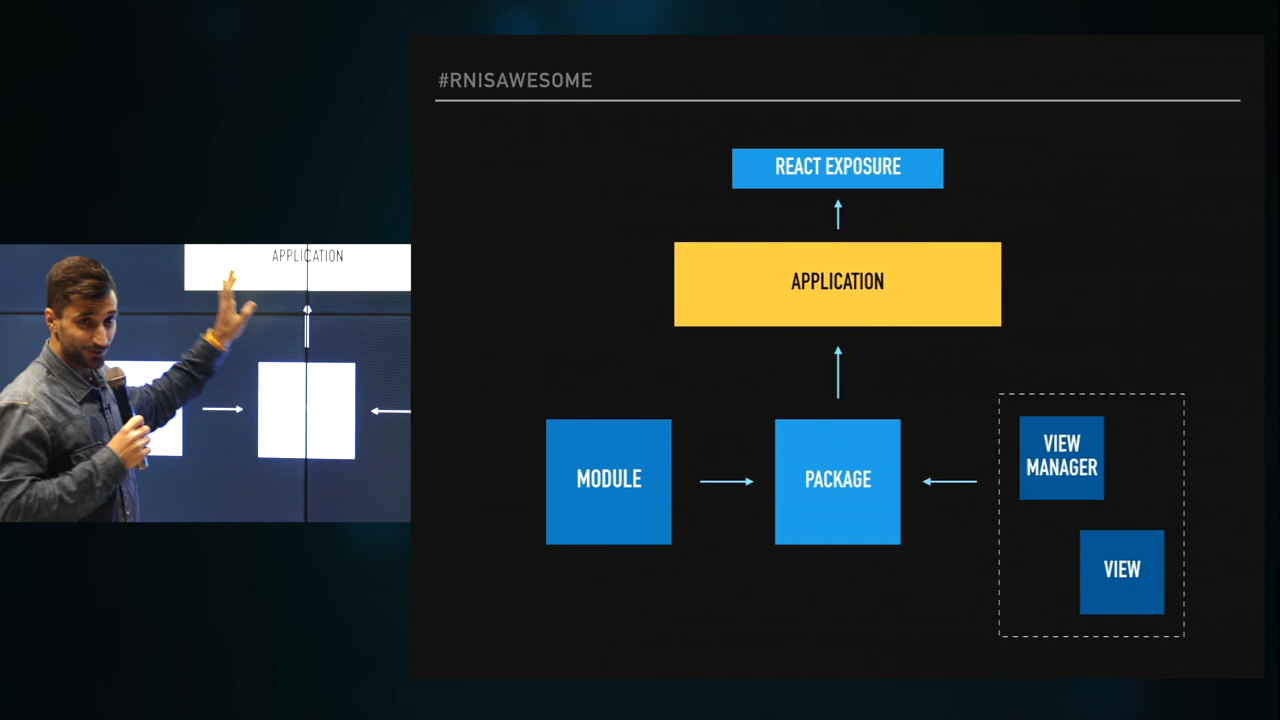 #RNISAWESOME
REACT EXPOSURE
APPLICATION
APPLICATION
MODULE
PACKAGE
VIEW
MANAGER
VIEW